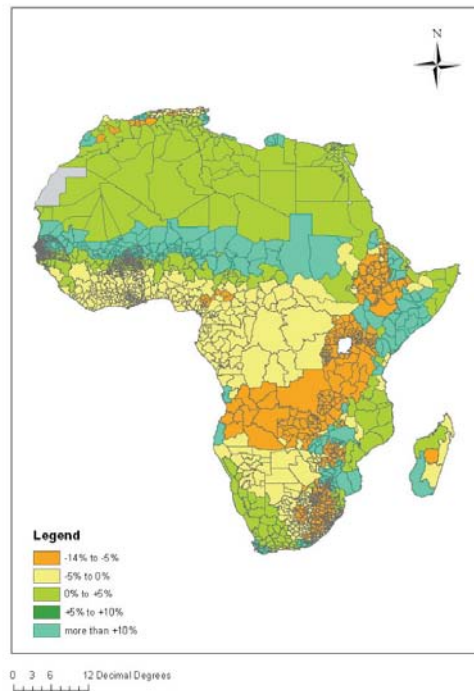 N
Legend
-14% to -5%
-5% to 0%
0% to +5%
+5% to +10%
more than +10%
0 3 6 12 Decimal Degrees